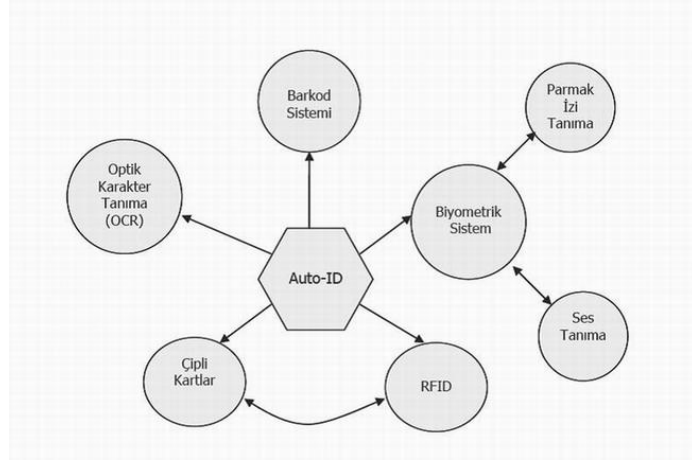 Barkod
Sistemi
Parmak
İzi
Tanıma
Optik
Karakter
Tanıma
(OCR)
Biyometrik
Sistem
Auto-ID
Ses
Tanıma
Çipli
Kartlar
RFID